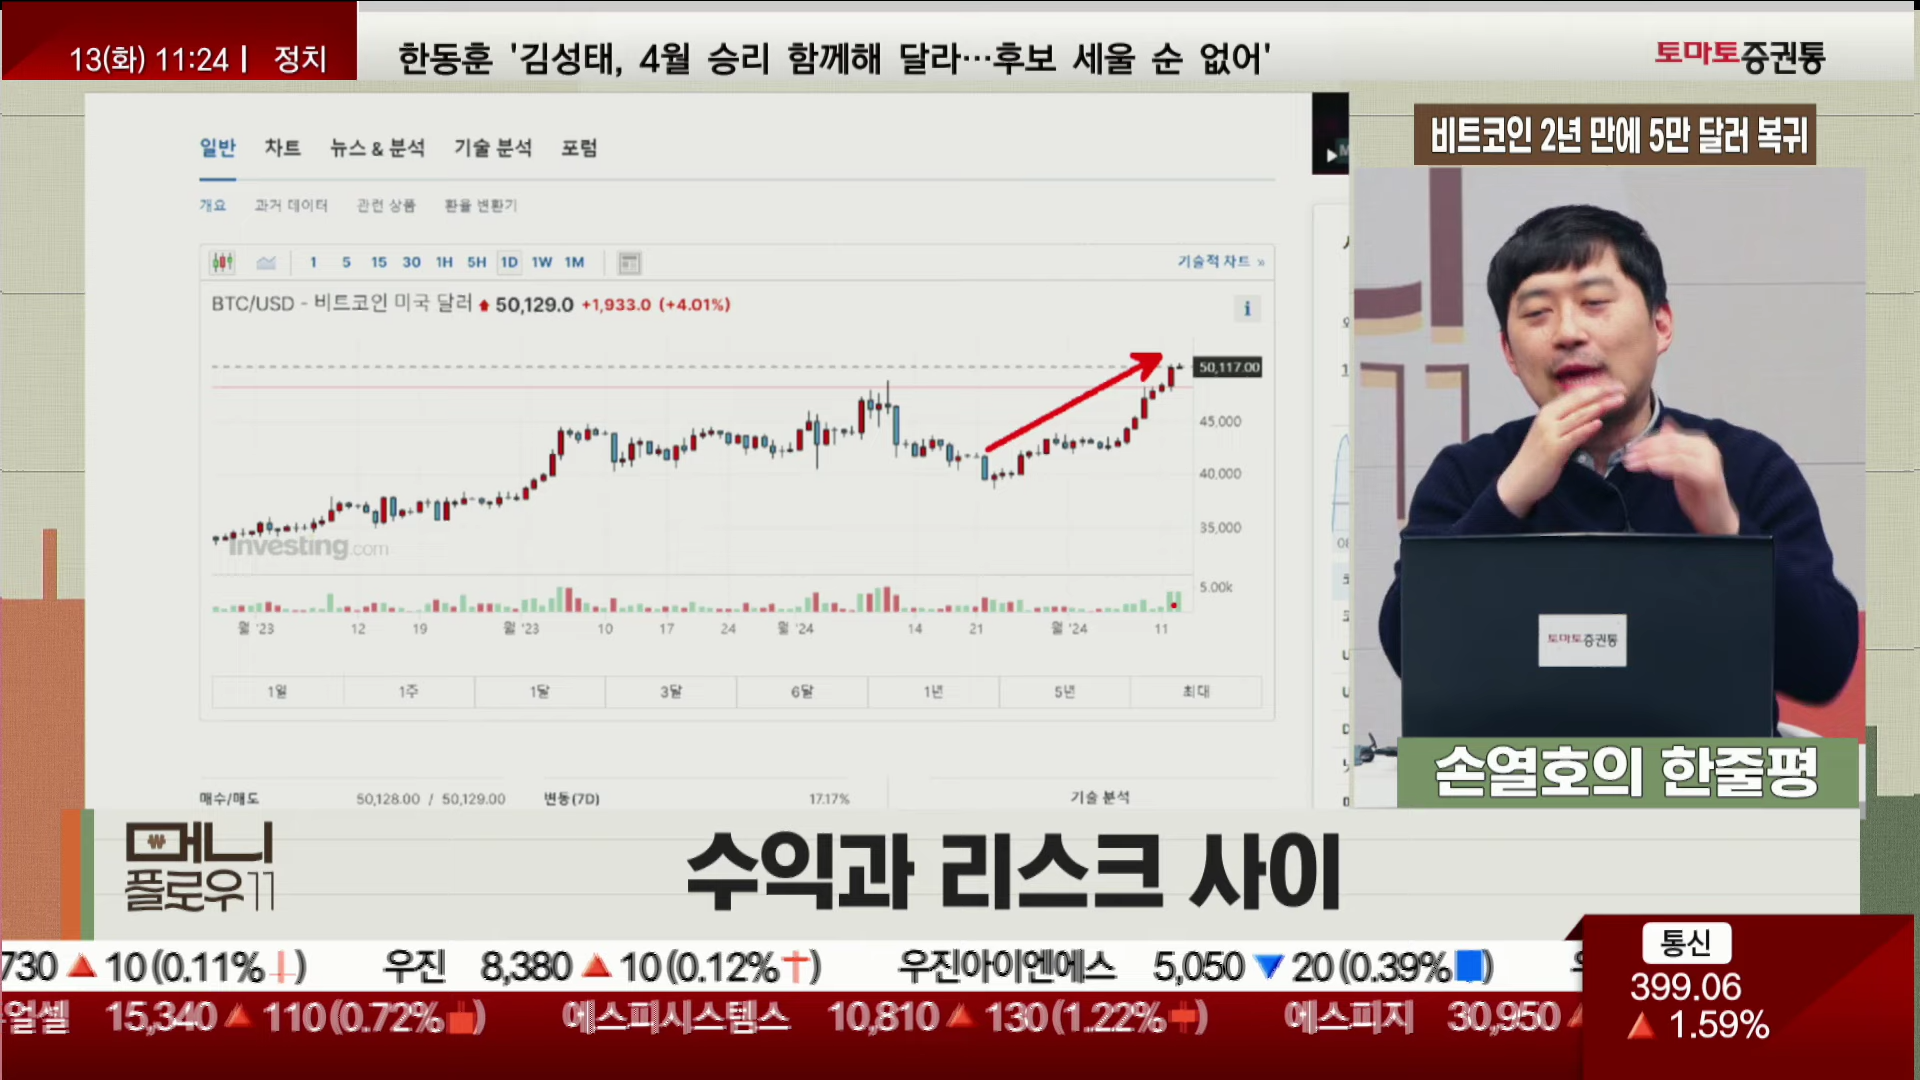 13(화) 11:24 | 정치
한동훈 '김성태, 4월 승리 함께해 달라…후보 세울 순 없어'
토마토증권통
비트코인 2년 만에 5만 달러 복귀
일반 차트 뉴스 & 분석 기술 분석 포럼
개요 과거 데이터 관련 상품 환율 변환기
1 5 15 30 1H 5H 1D 1W 1M
기술적 차트 »
BTC/USD - 비트코인 미국 달러 50,129.0 +1,933.0 (+4.01%)
i
50,117.00
45,000
40,000
35,000
Investing.com
5.00k
월 '23 12 19 월 '23 10 17 24 월 '24 14 21 월 '24 11
1일 1주 1달 3달 6달 1년 5년 최대
매수/매도 50,128.00 / 50,129.00 변동(7D) 17.17% 기술 분석
토마토증권통
손열호의 한줄평
머니
플로우11
수익과 리스크 사이
730 ▲ 10(0.11%) 우진 8,380 ▲ 10(0.12%) 우진아이엔에스 5,050 ▼ 20(0.39%)
얼셀 15,340 ▲ 110(0.72%) 에스피시스템스 10,810 ▲ 130(1.22%) 에스피지 30,950
통신
399.06
▲ 1.59%